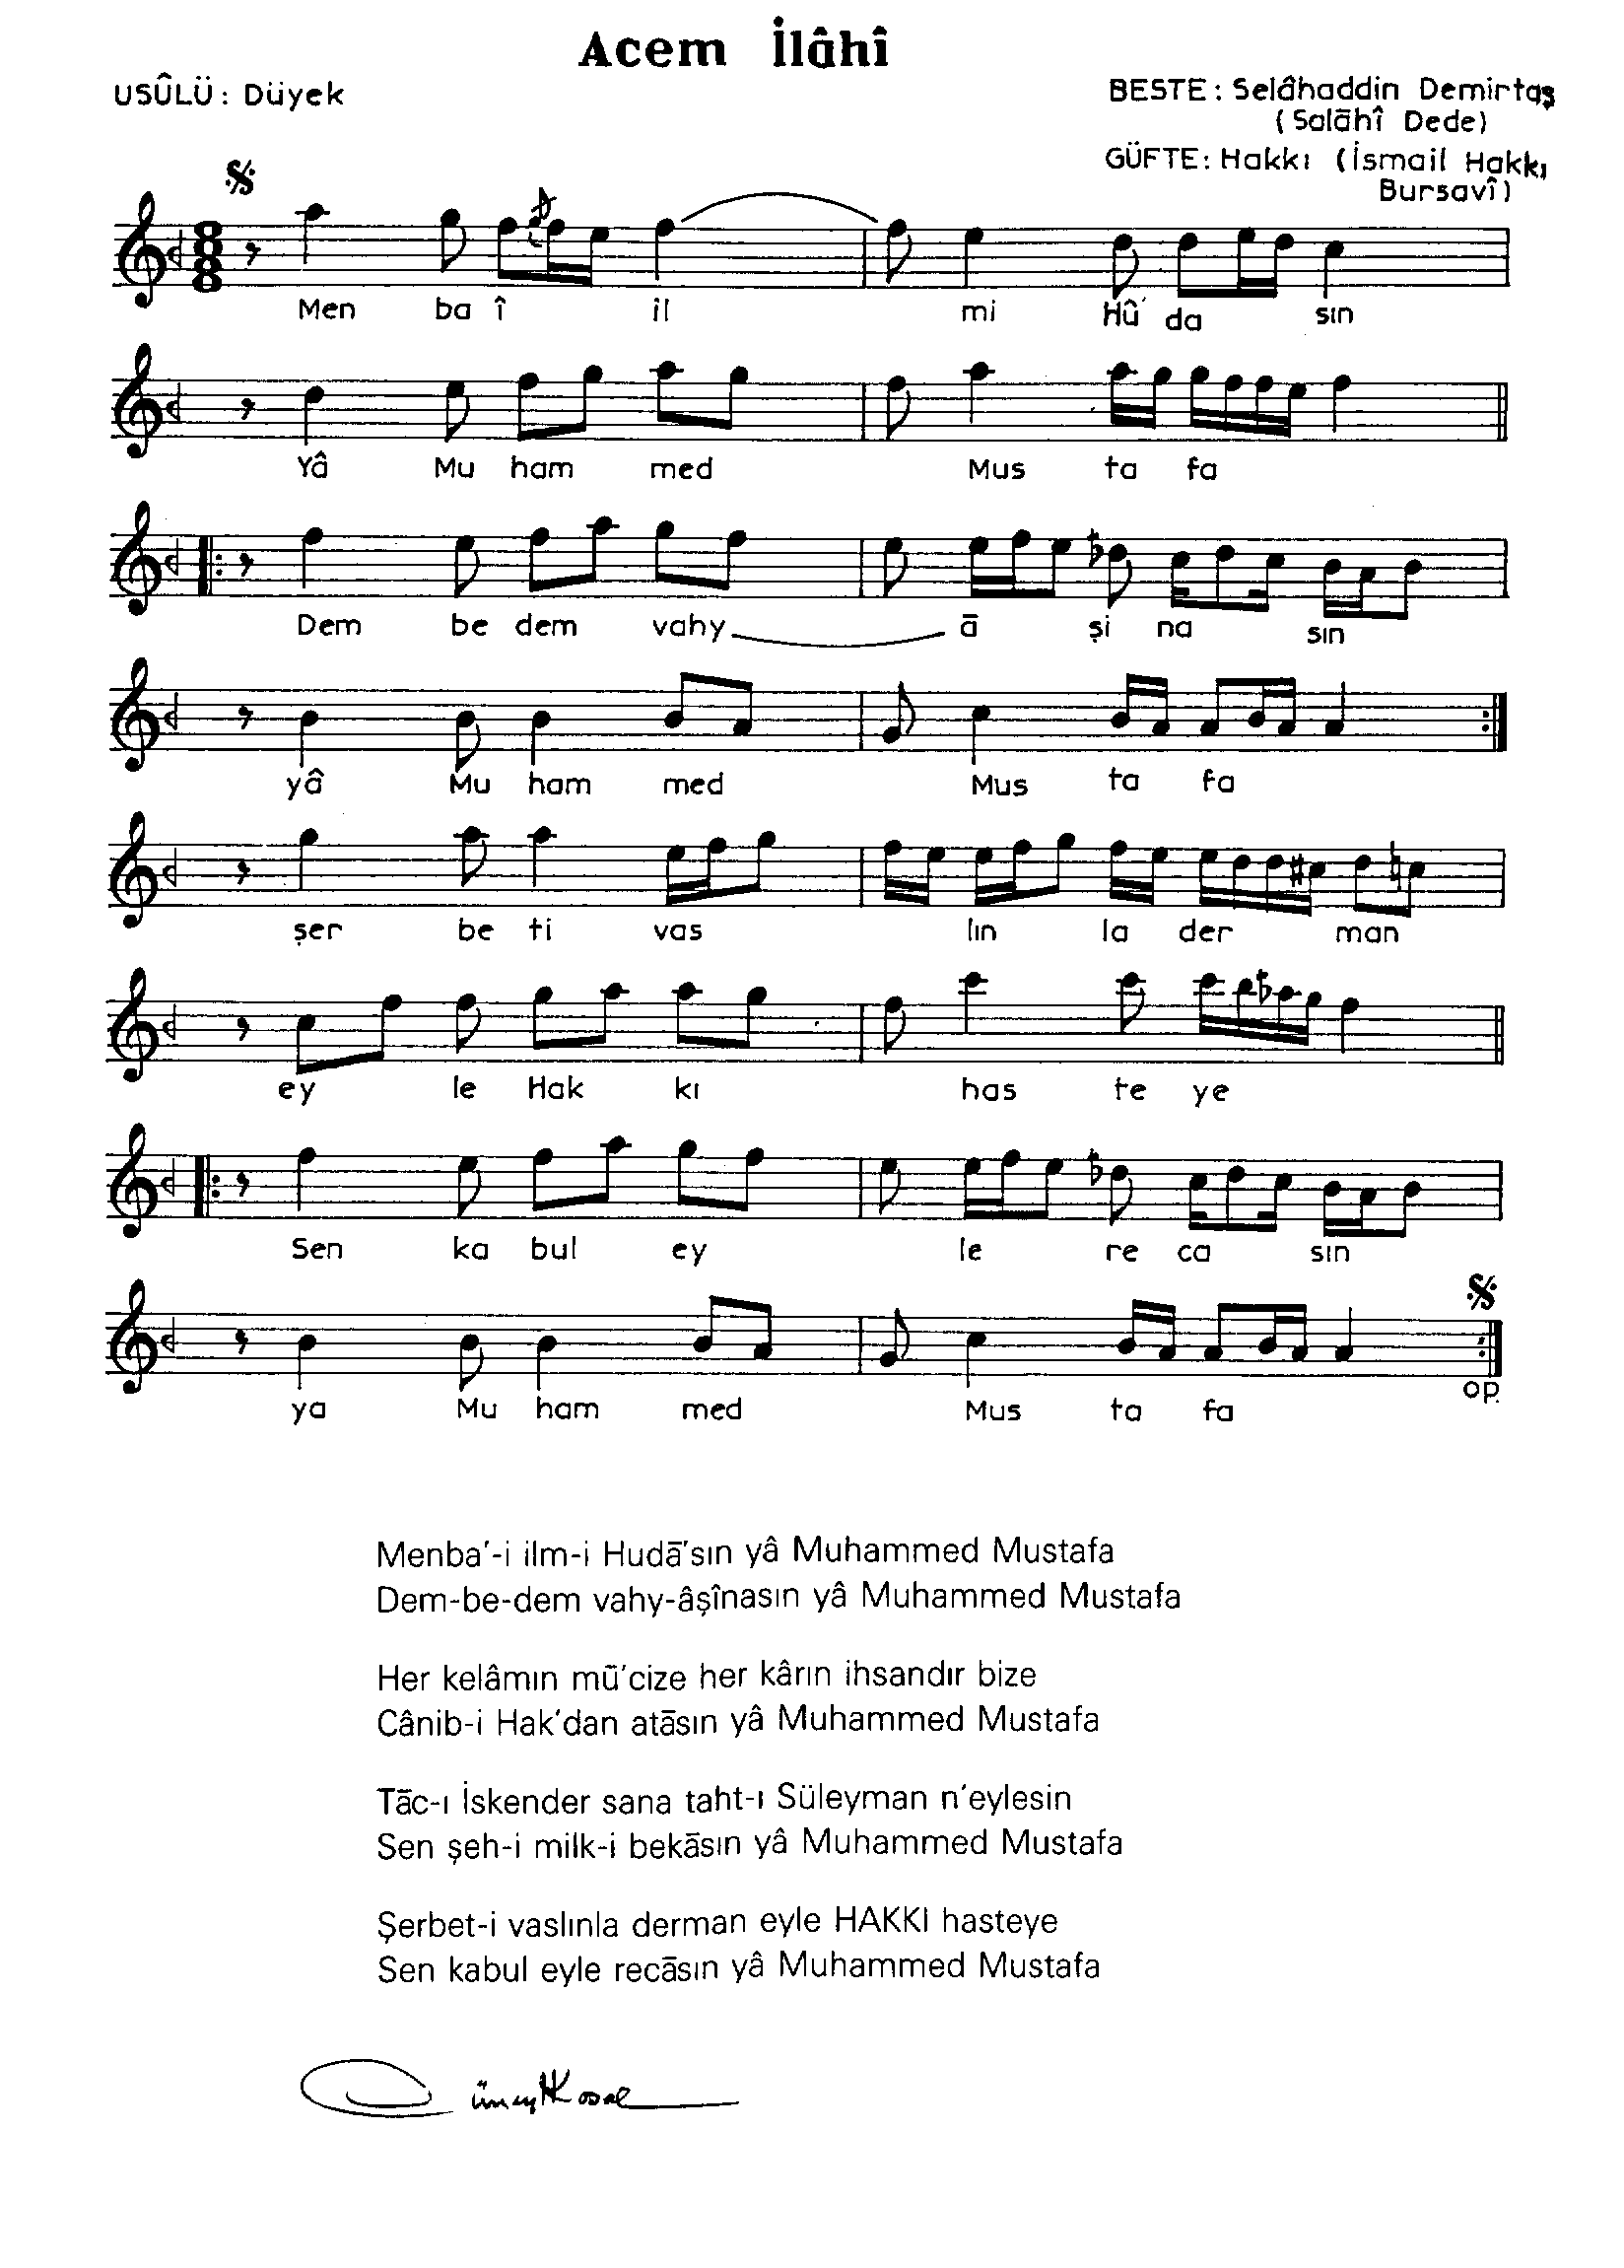 Acem İlâhî
USÛLÜ: Düyek
BESTE: Selâhaddin Demirtaş
(Salāhî Dede)
GÜFTE: Hakkı (İsmail Hakkı
Bursavî)
8
8
Men ba î il mi Hû' da sın
Yâ Mu ham med Mus ta fa
Dem be dem vahy ā şi na sın
yâ Mu ham med Mus ta fa
şer be ti vas lın la der man
ey le Hak kı has te ye
Sen ka bul ey le re ca sın
ya Mu ham med Mus ta fa
op.
Menba'-i ilm-i Hudā'sın yâ Muhammed Mustafa
Dem-be-dem vahy-âşînasın yâ Muhammed Mustafa
Her kelâmın mū'cize her kârın ihsandır bize
Cânib-i Hak'dan atāsın yâ Muhammed Mustafa
Tāc-ı İskender sana taht-ı Süleyman n'eylesin
Sen şeh-i milk-i bekāsın yâ Muhammed Mustafa
Şerbet-i vaslınla derman eyle HAKKI hasteye
Sen kabul eyle recāsın yâ Muhammed Mustafa
Cüneyt Kosal